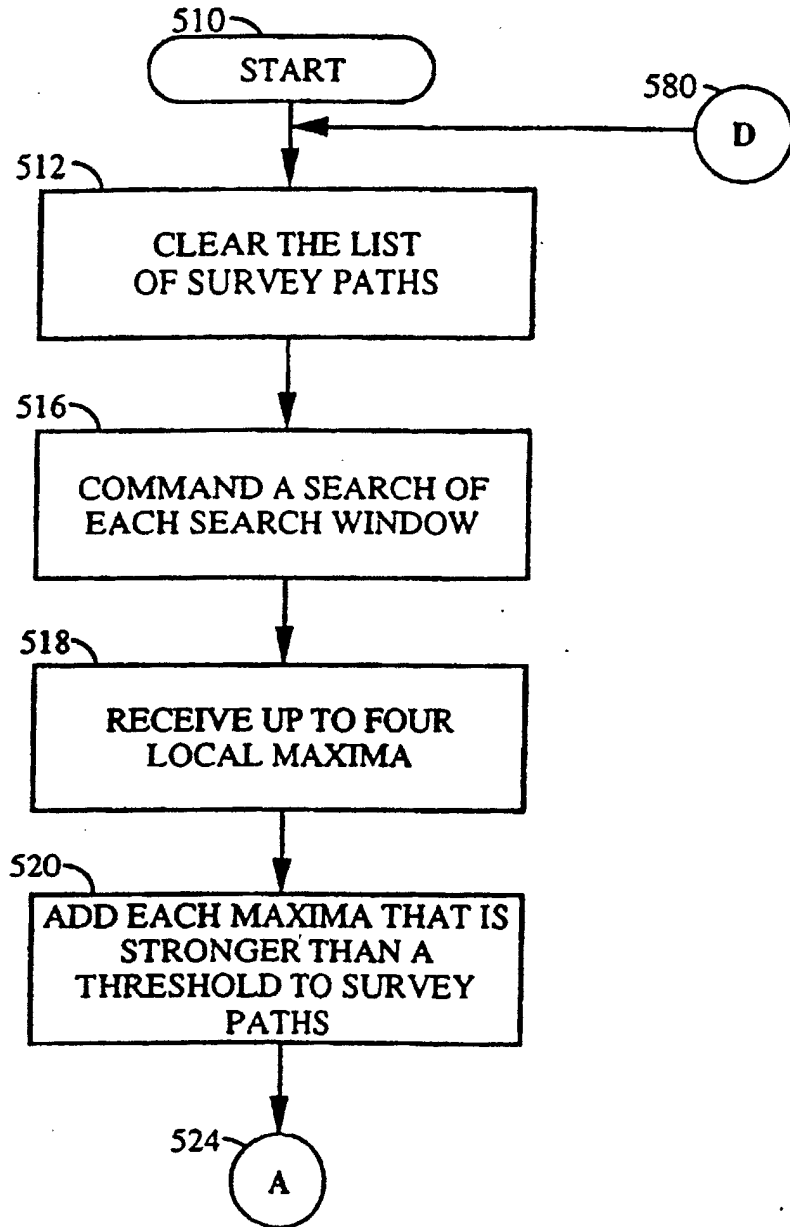 510
START
580
D
512
CLEAR THE LIST
OF SURVEY PATHS
516
COMMAND A SEARCH OF
EACH SEARCH WINDOW
518
RECEIVE UP TO FOUR
LOCAL MAXIMA
520
ADD EACH MAXIMA THAT IS
STRONGER THAN A
THRESHOLD TO SURVEY
PATHS
524
A